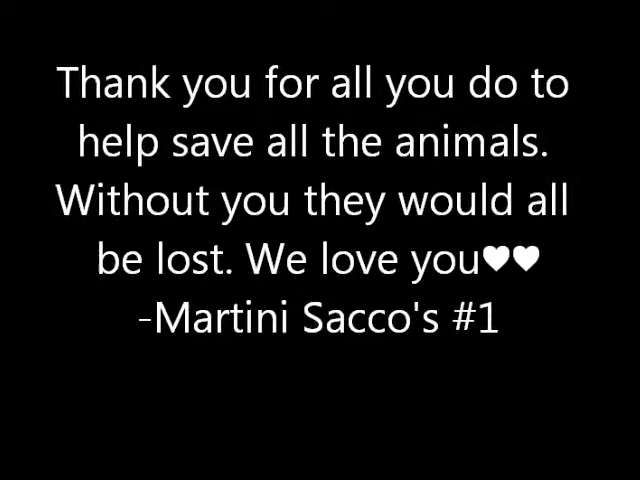 Thank you for all you do to
help save all the animals.
Without you they would all
be lost. We love you♥♥
-Martini Sacco's #1